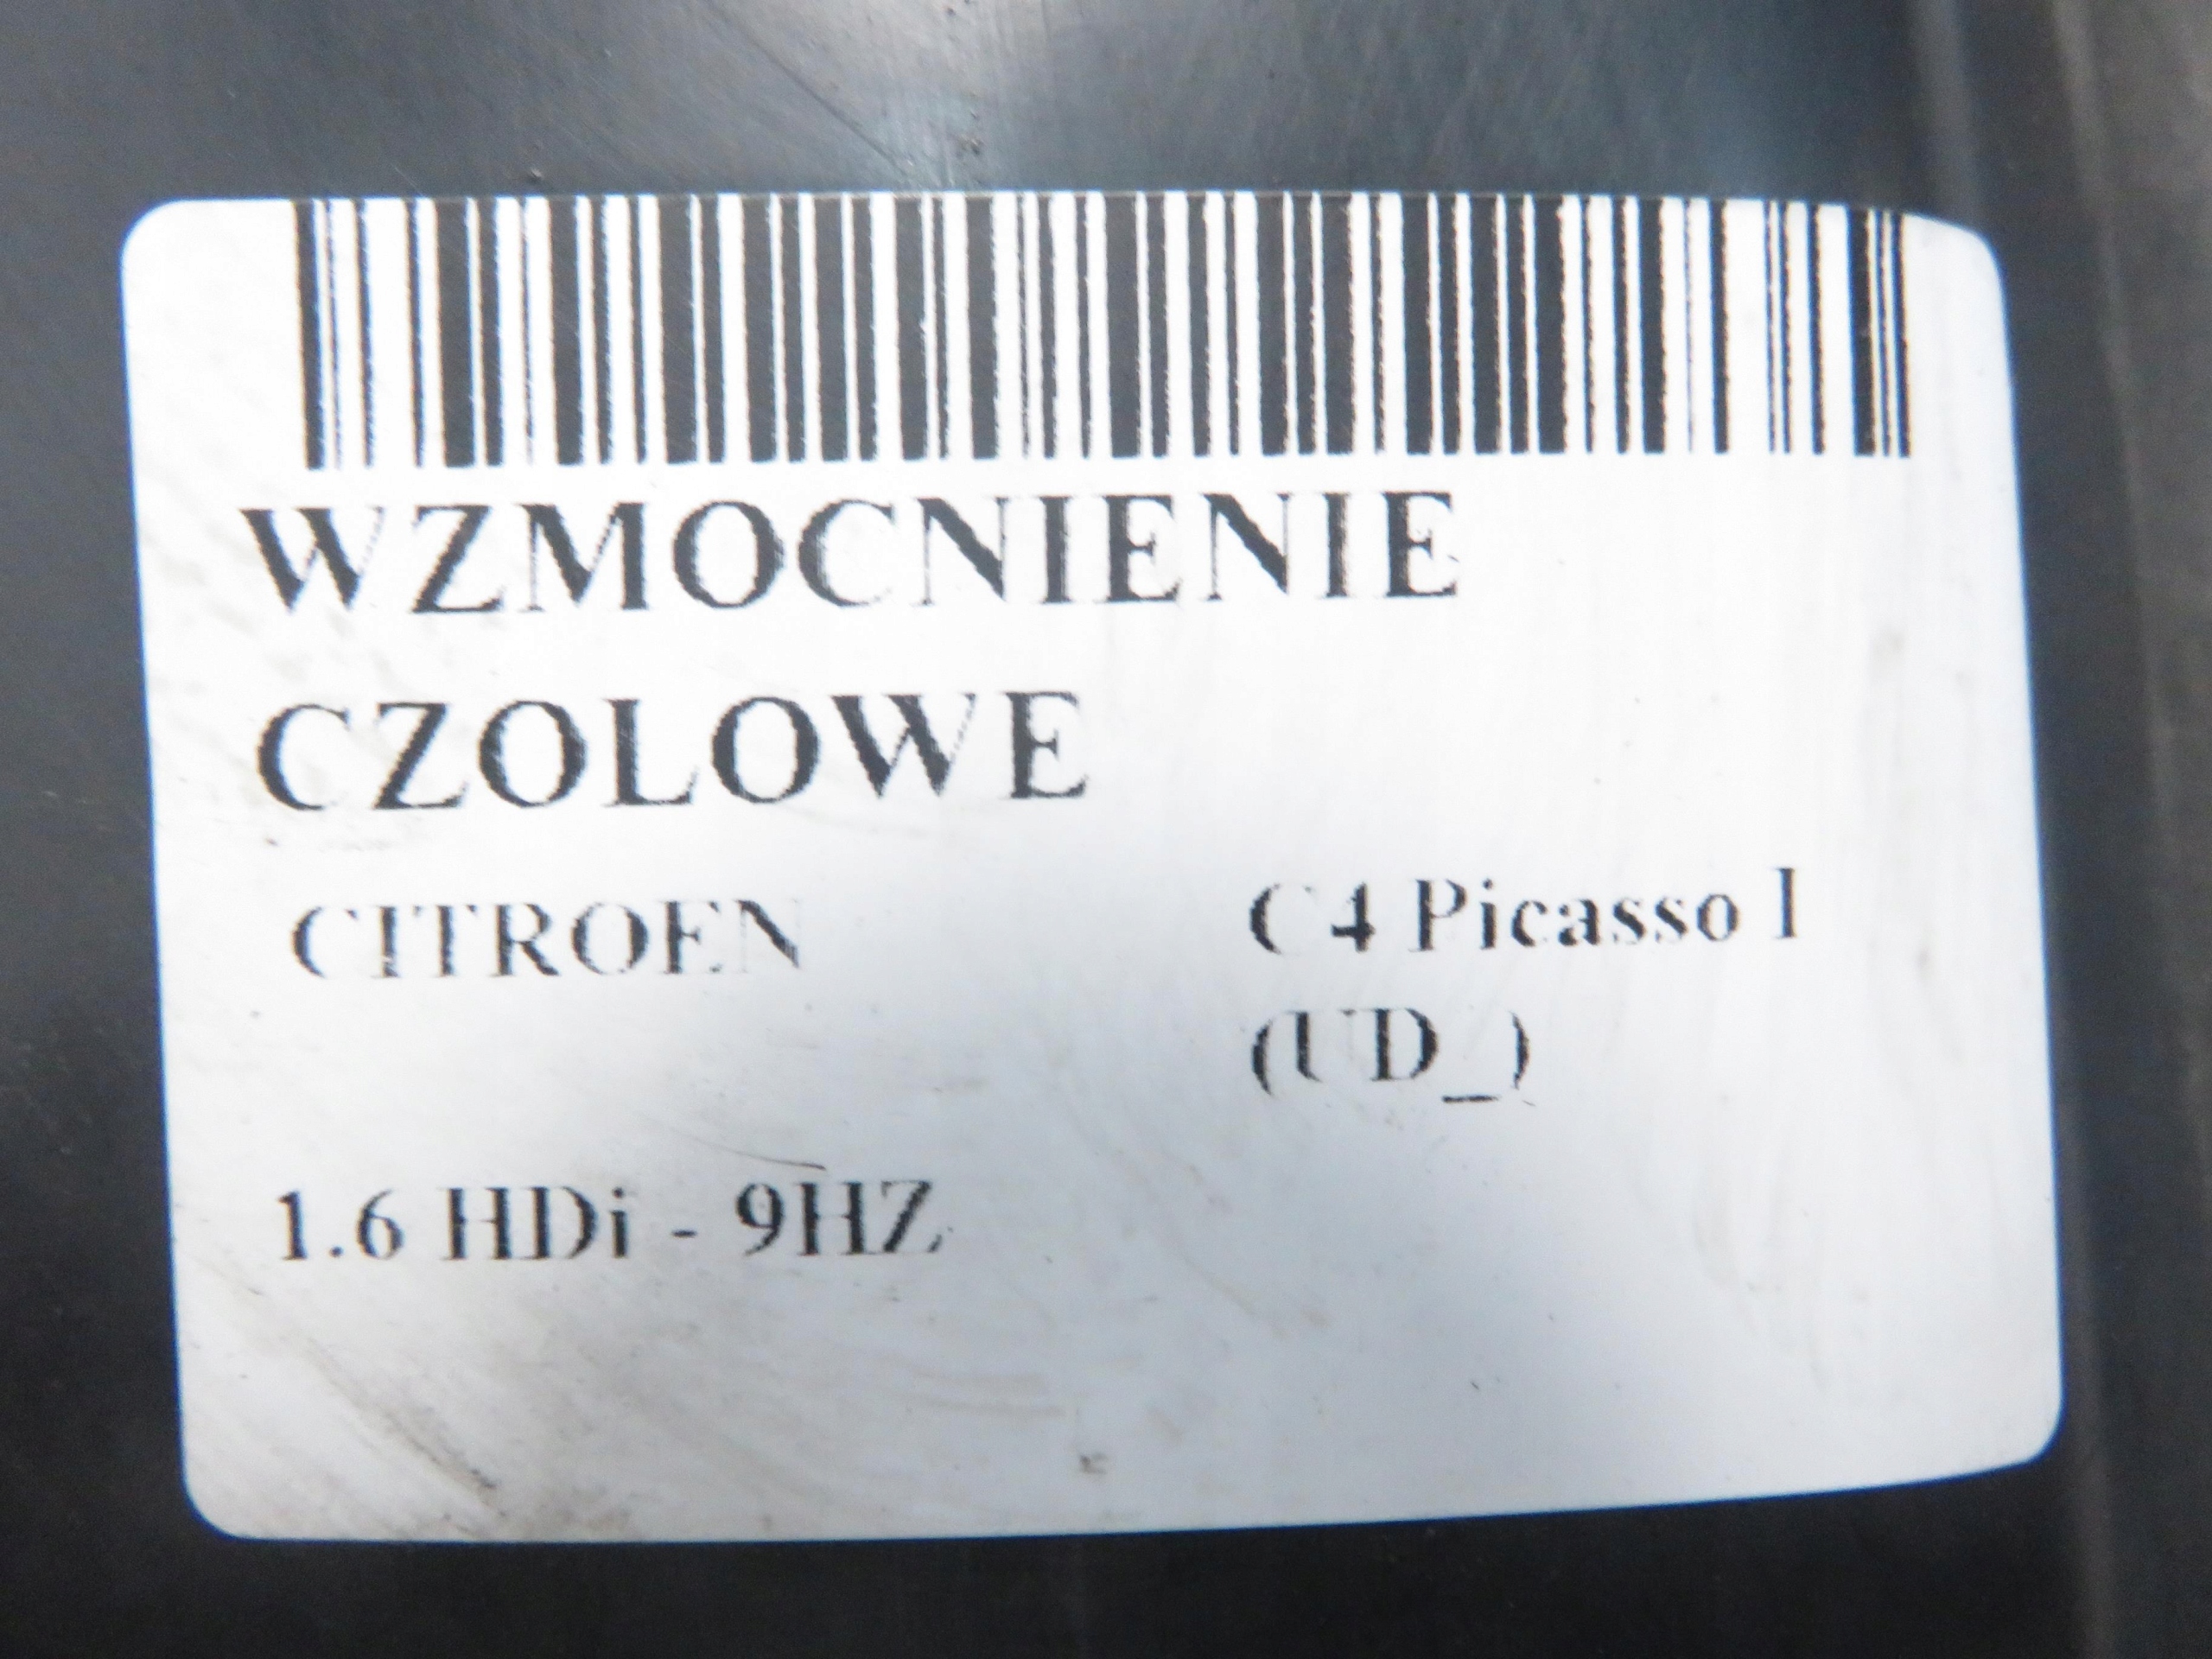 WZMOCNIENIE
CZOLOWE
CITROEN C4 Picasso I
(UD_)
1.6 HDi - 9HZ